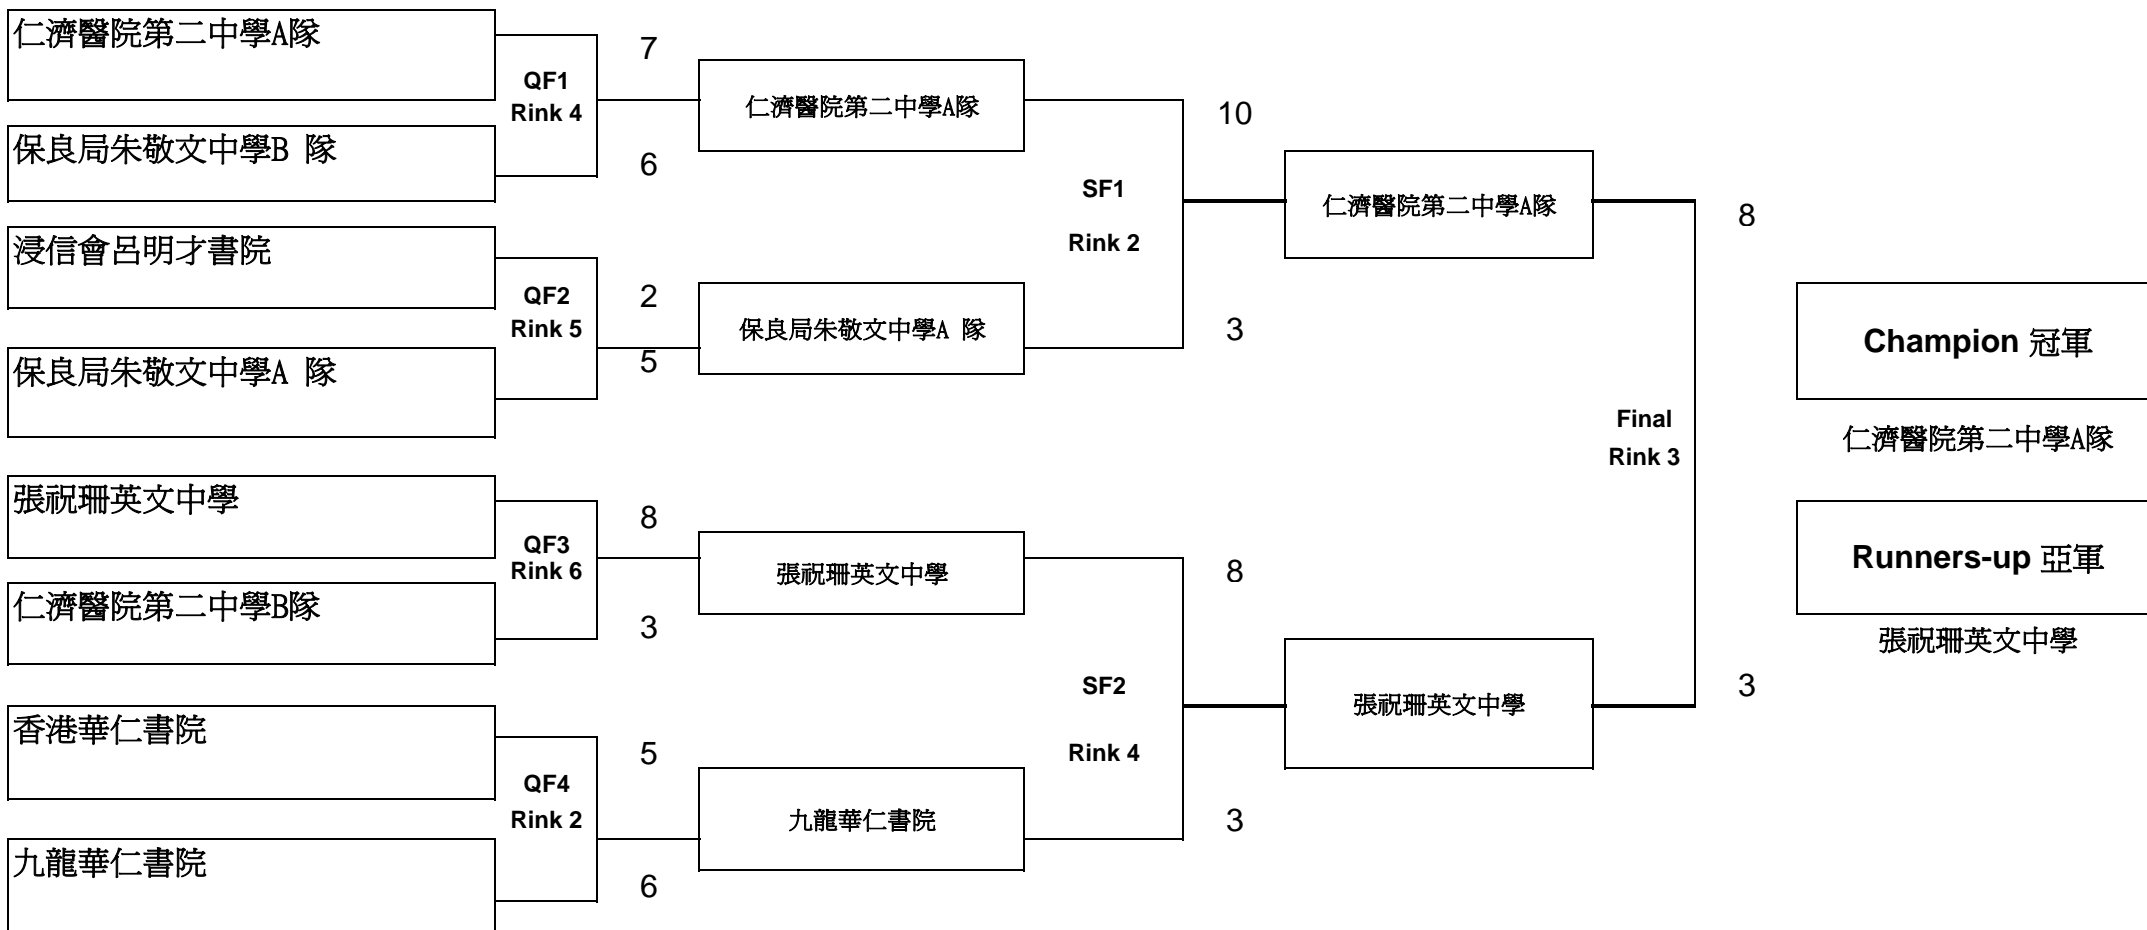 仁濟醫院第二中學A隊
7
QF1
Rink 4
仁濟醫院第二中學A隊
10
保良局朱敬文中學B 隊
6
SF1
Rink 2
仁濟醫院第二中學A隊
8
浸信會呂明才書院
2
QF2
Rink 5
保良局朱敬文中學A 隊
3
保良局朱敬文中學A 隊
5
Champion 冠軍
仁濟醫院第二中學A隊
Final
Rink 3
張祝珊英文中學
8
QF3
Rink 6
張祝珊英文中學
8
仁濟醫院第二中學B隊
3
Runners-up 亞軍
張祝珊英文中學
SF2
Rink 4
張祝珊英文中學
3
香港華仁書院
5
QF4
Rink 2
九龍華仁書院
3
九龍華仁書院
6